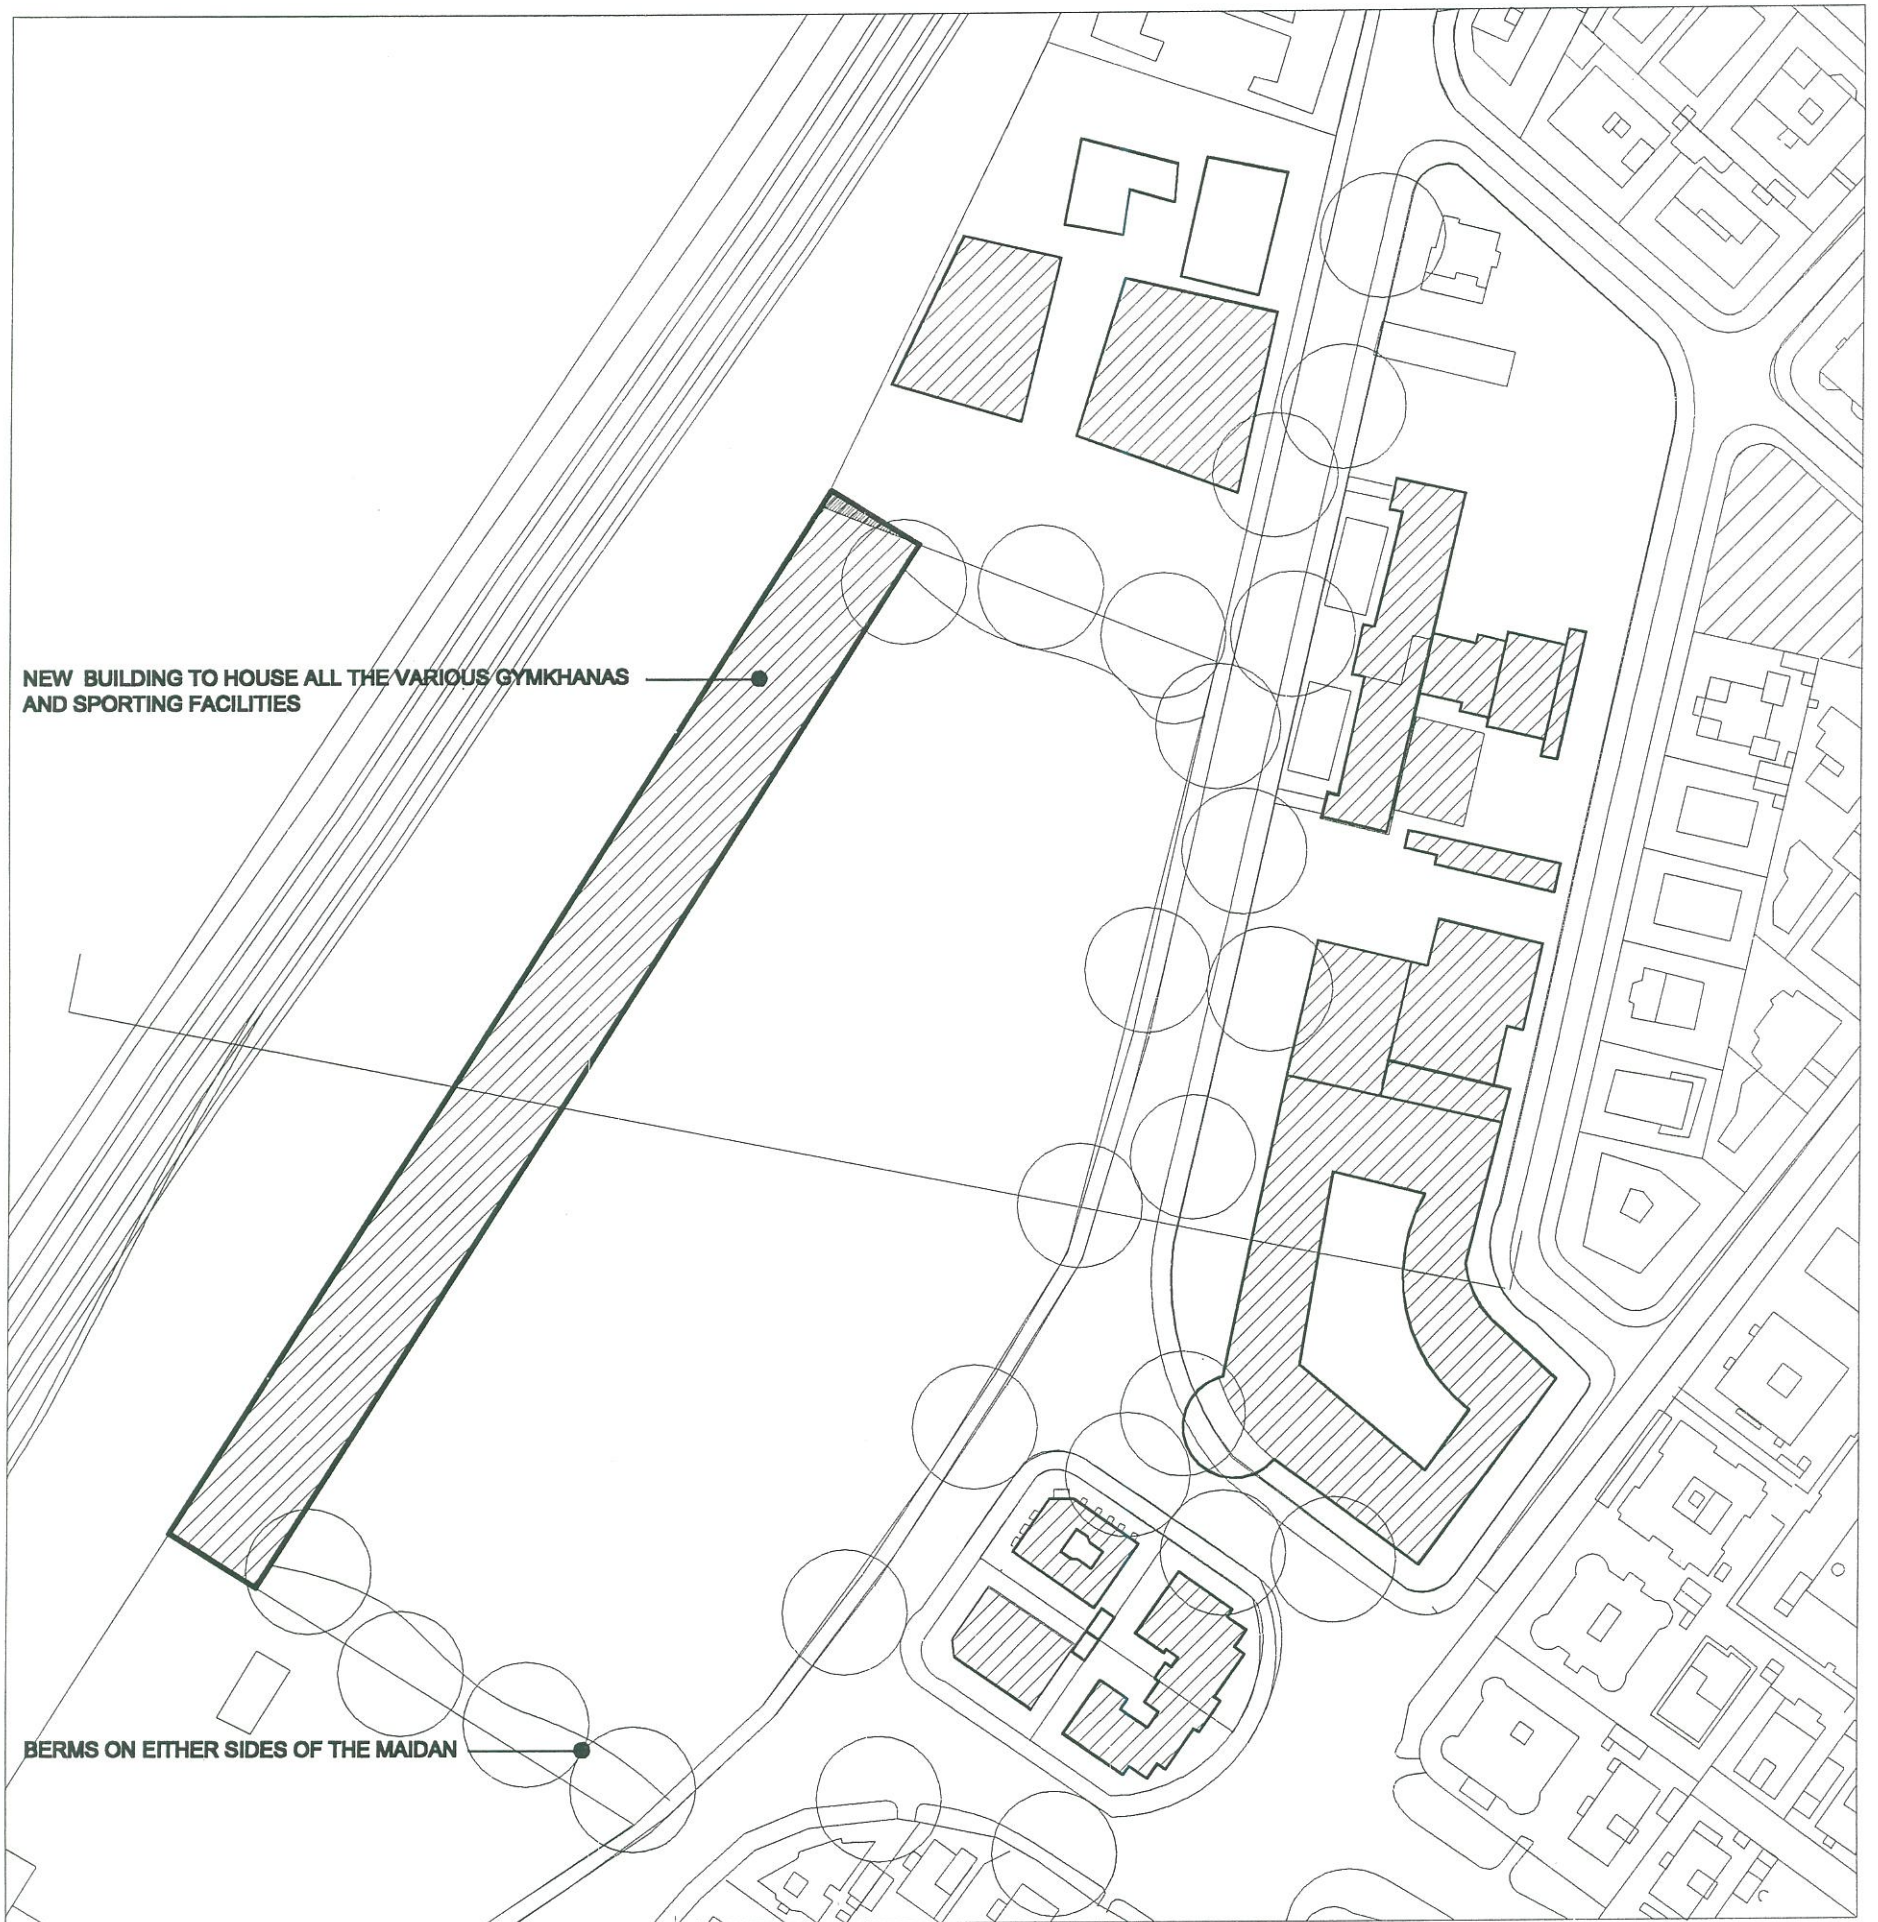 NEW BUILDING TO HOUSE ALL THE VARIOUS GYMKHANAS
AND SPORTING FACILITIES
BERMS ON EITHER SIDES OF THE MAIDAN